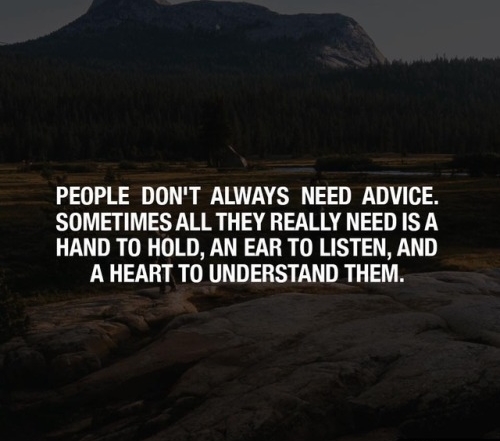 PEOPLE DON'T ALWAYS NEED ADVICE.
SOMETIMES ALL THEY REALLY NEED IS A
HAND TO HOLD, AN EAR TO LISTEN, AND
A HEART TO UNDERSTAND THEM.